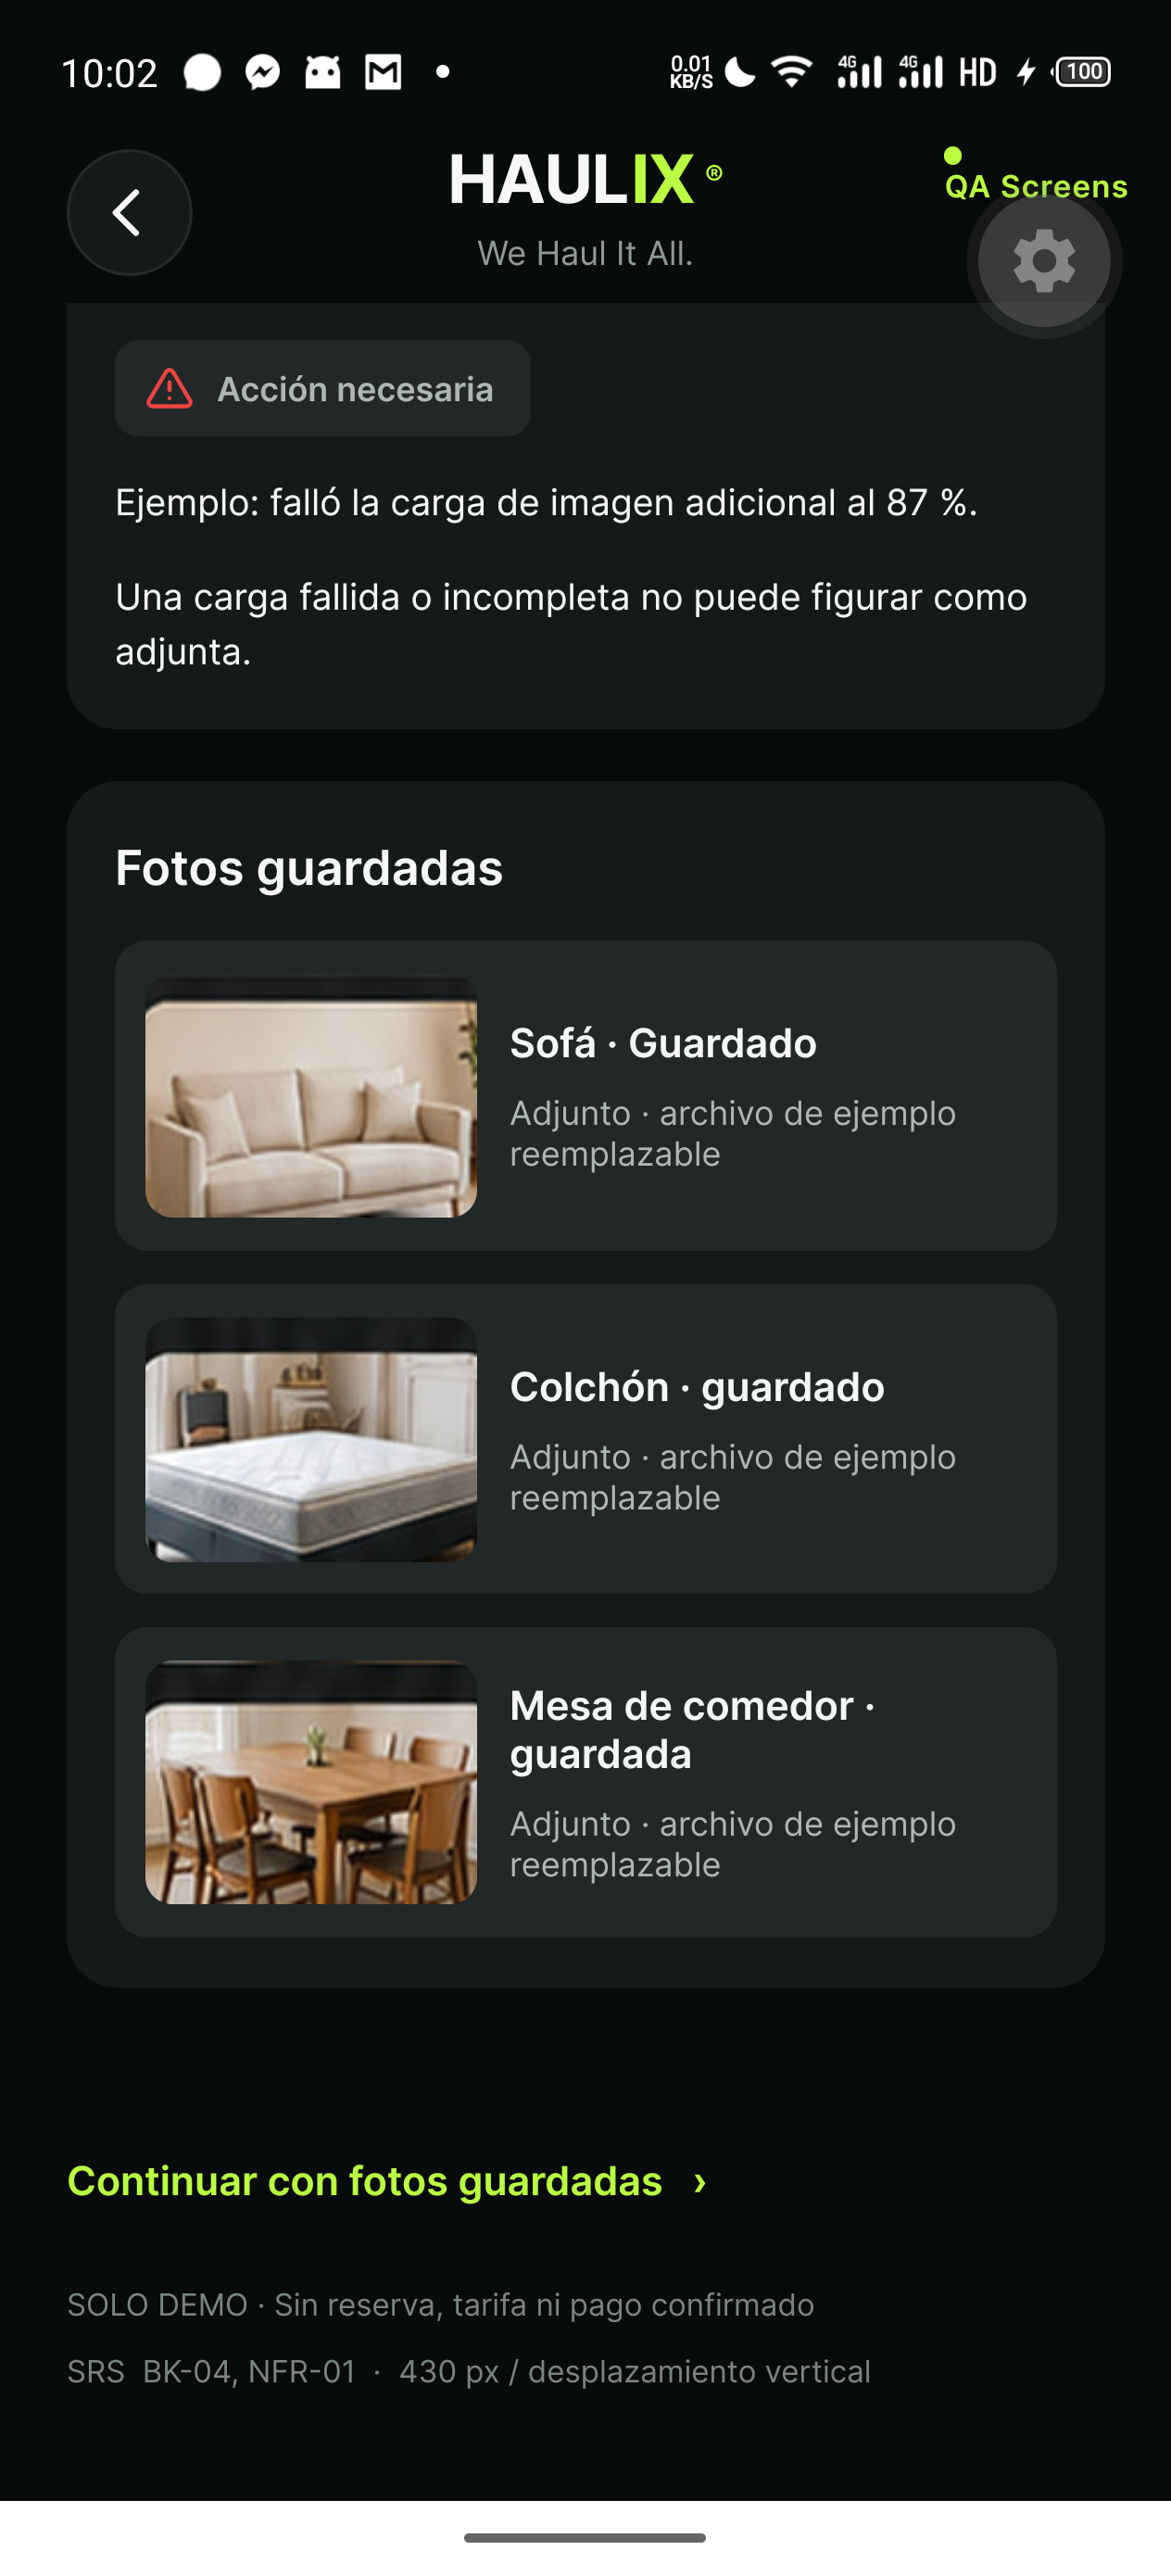 10:02
0.01 KB/S
4G
4G
HD
100
HAULIX ®
We Haul It All.
QA Screens
Acción necesaria
Ejemplo: falló la carga de imagen adicional al 87 %.
Una carga fallida o incompleta no puede figurar como
adjunta.
Fotos guardadas
Sofá · Guardado
Adjunto · archivo de ejemplo
reemplazable
Colchón · guardado
Adjunto · archivo de ejemplo
reemplazable
Mesa de comedor ·
guardada
Adjunto · archivo de ejemplo
reemplazable
Continuar con fotos guardadas ›
SOLO DEMO · Sin reserva, tarifa ni pago confirmado
SRS BK-04, NFR-01 · 430 px / desplazamiento vertical